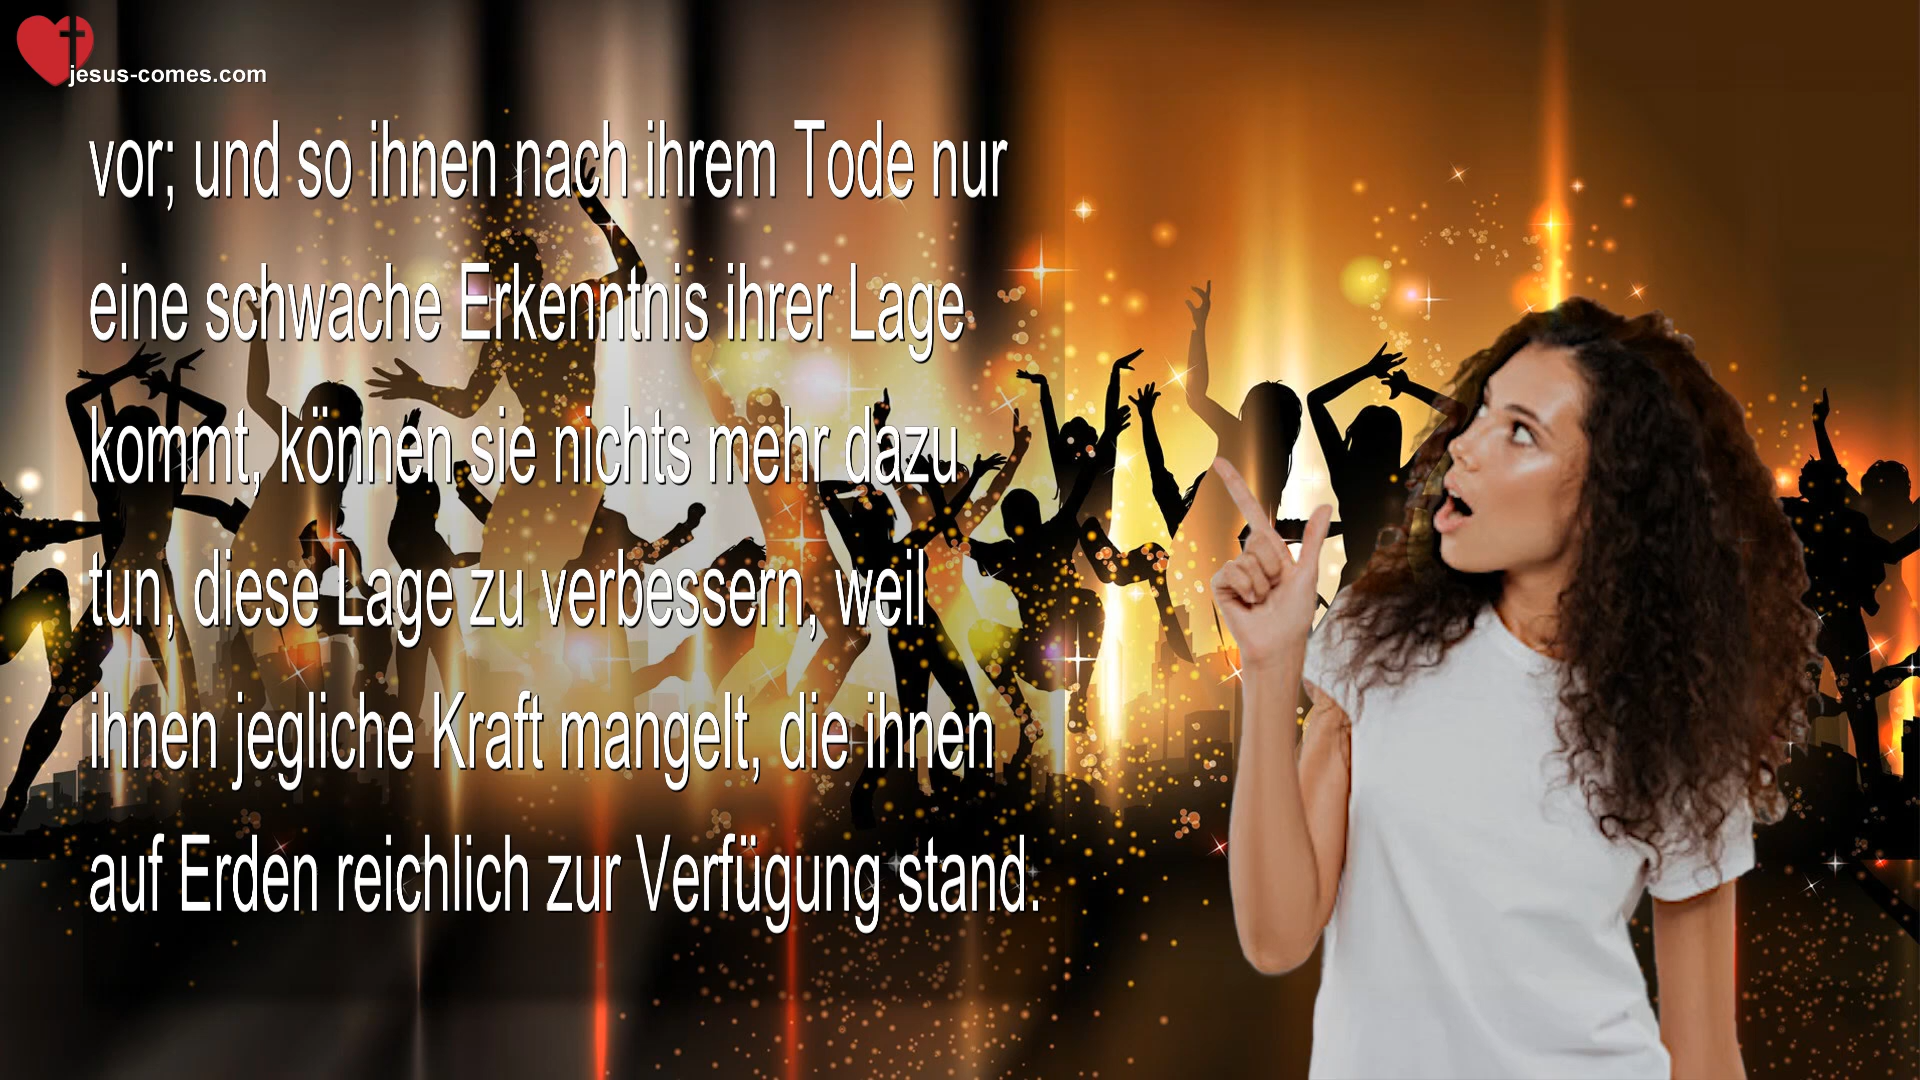 jesus-comes.com
vor; und so ihnen nach ihrem Tode nur
eine schwache Erkenntnis ihrer Lage
kommt, können sie nichts mehr dazu
tun, diese Lage zu verbessern, weil
ihnen jegliche Kraft mangelt, die ihnen
auf Erden reichlich zur Verfügung stand.